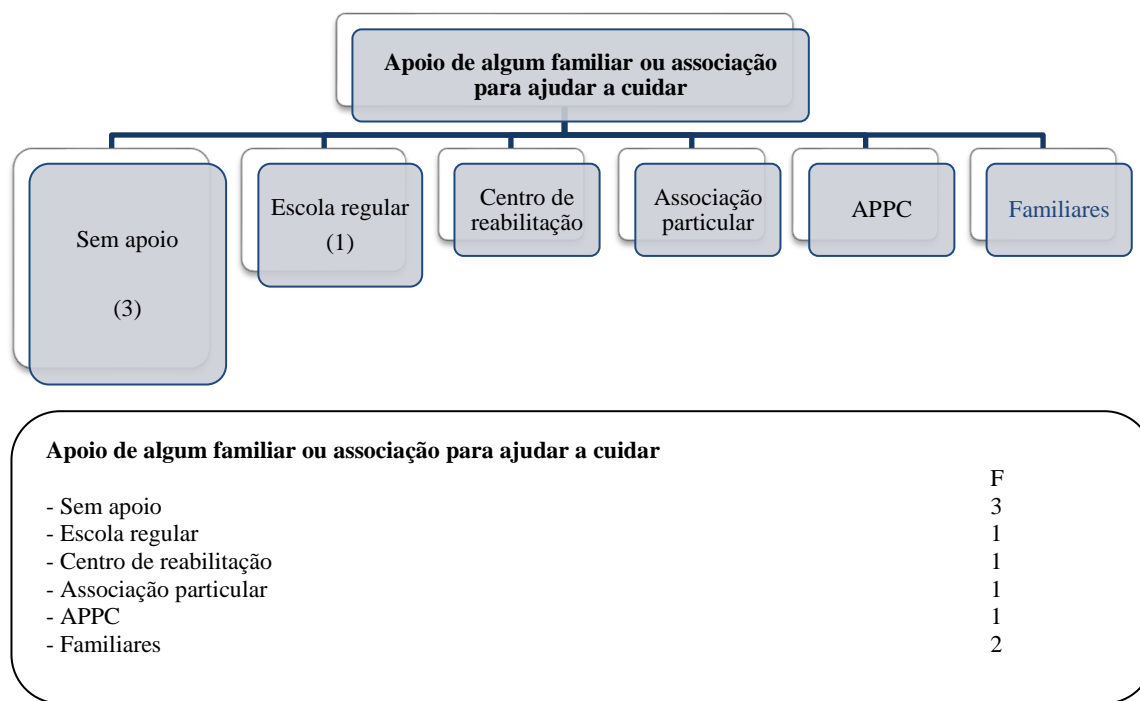 Apoio de algum familiar ou associação
para ajudar a cuidar
Sem apoio
(3)
Escola regular
(1)
Centro de
reabilitação
Associação
particular
APPC
Familiares
Apoio de algum familiar ou associação para ajudar a cuidar
F
- Sem apoio 3
- Escola regular 1
- Centro de reabilitação 1
- Associação particular 1
- APPC 1
- Familiares 2